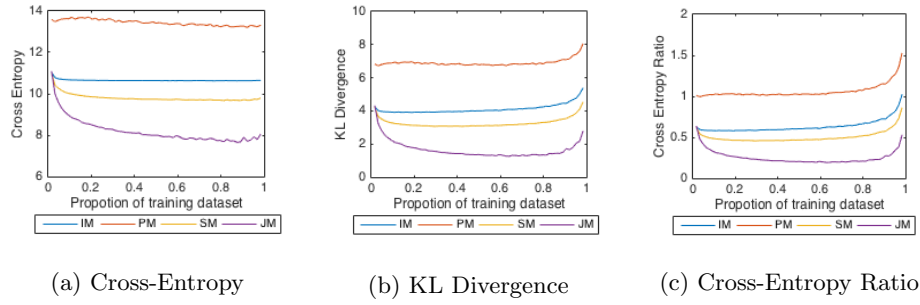 14
12
10
8
6
Cross Entropy
0 0.2 0.4 0.6 0.8 1
Propotion of training dataset
IM PM SM JM
(a) Cross-Entropy
10
8
6
4
2
0
KL Divergence
0 0.2 0.4 0.6 0.8 1
Propotion of training dataset
IM PM SM JM
(b) KL Divergence
2
1.5
1
0.5
0
Cross Entropy Ratio
0 0.2 0.4 0.6 0.8 1
Propotion of training dataset
IM PM SM JM
(c) Cross-Entropy Ratio